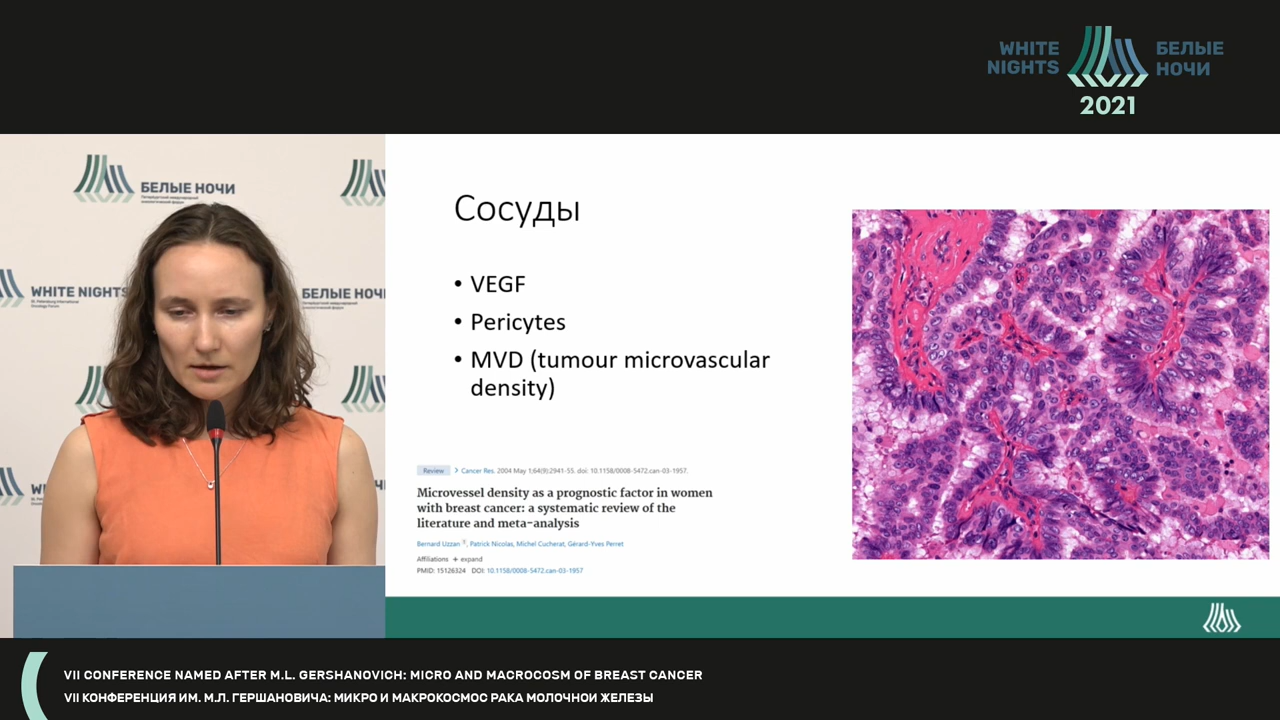 WHITE
NIGHTS
БЕЛЫЕ
НОЧИ
2021
БЕЛЫЕ НОЧИ
WHITE NIGHTS
БЕЛЫЕ НОЧИ
Сосуды
• VEGF
• Pericytes
• MVD (tumour microvascular
density)
Review > Cancer Res. 2004 May 1;64(9):2941-55. doi: 10.1158/0008-5472.can-03-1957.
Microvessel density as a prognostic factor in women
with breast cancer: a systematic review of the
literature and meta-analysis
Bernard Uzzan, Patrick Nicolas, Michel Cucherat, Gérard-Yves Perret
Affiliations + expand
PMID: 15126324 DOI: 10.1158/0008-5472.can-03-1957
VII CONFERENCE NAMED AFTER M.L. GERSHANOVICH: MICRO AND MACROCOSM OF BREAST CANCER
VII КОНФЕРЕНЦИЯ ИМ. М.Л. ГЕРШАНОВИЧА: МИКРО И МАКРОКОСМОС РАКА МОЛОЧНОЙ ЖЕЛЕЗЫ